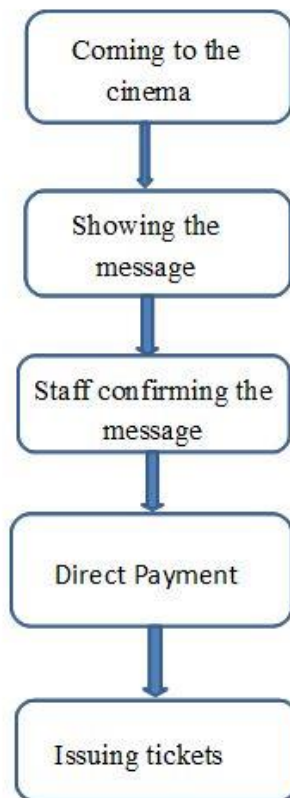 Coming to the
cinema
Showing the
message
Staff confirming the
message
Direct Payment
Issuing tickets